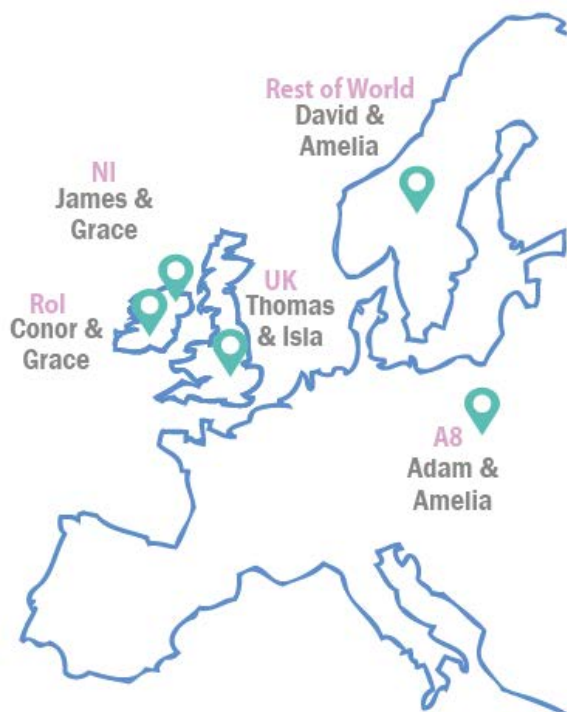 Rest of World
David &
Amelia
NI
James &
Grace
RoI
Conor &
Grace
UK
Thomas
& Isla
A8
Adam &
Amelia